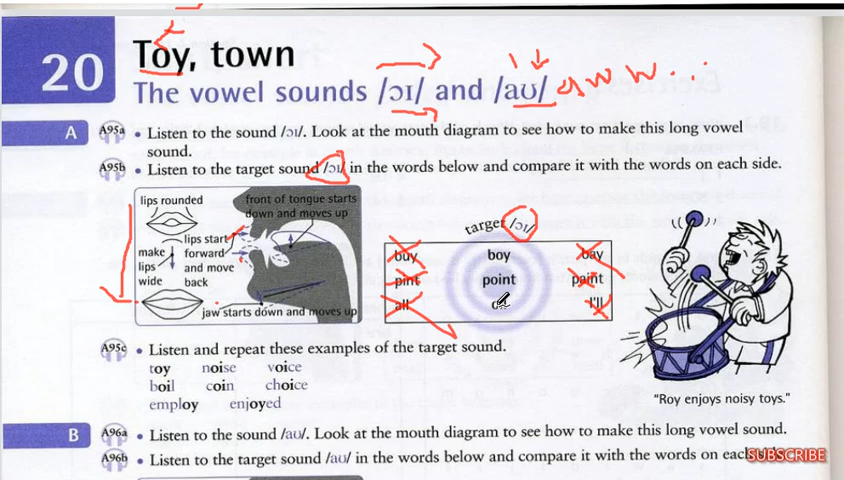 20
Toy, town
The vowel sounds /ɔɪ/ and /aʊ/ aww...
A
A95a • Listen to the sound /ɔɪ/. Look at the mouth diagram to see how to make this long vowel
sound.
A95b • Listen to the target sound /ɔɪ/ in the words below and compare it with the words on each side.
lips rounded
front of tongue starts
down and moves up
lips start
forward
and move
back
make
lips
wide
jaw starts down and moves up
target /ɔɪ/
buy boy bay
pint point paint
all I'll
"Roy enjoys noisy toys."
A95c • Listen and repeat these examples of the target sound.
toy noise voice
boil coin choice
employ enjoyed
B
A96a • Listen to the sound /aʊ/. Look at the mouth diagram to see how to make this long vowel sound.
A96b • Listen to the target sound /aʊ/ in the words below and compare it with the words on each
SUBSCRIBE